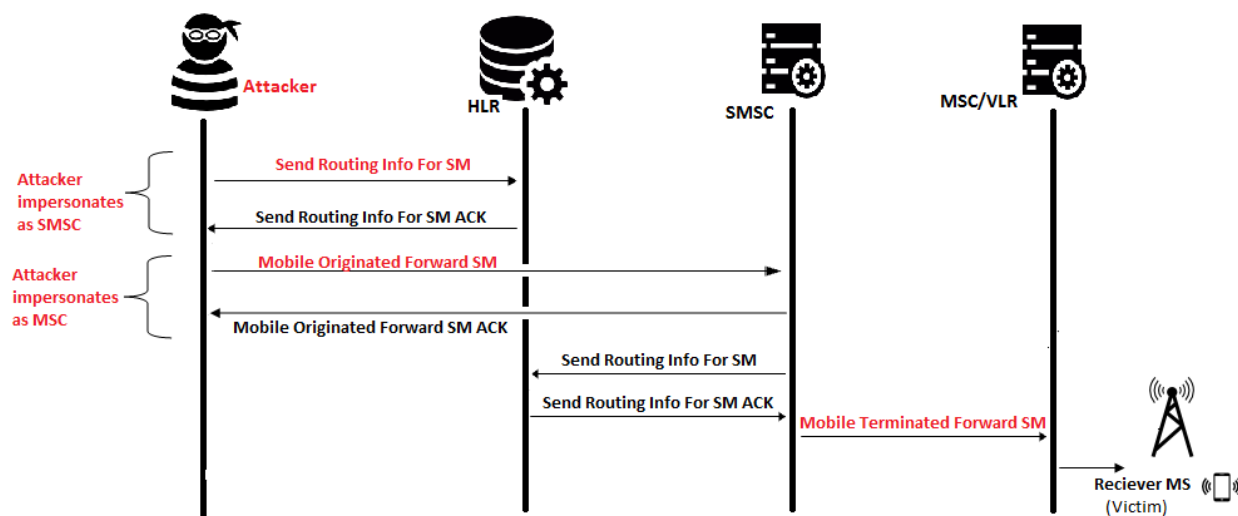 Attacker
HLR
SMSC
MSC/VLR
Send Routing Info For SM
Attacker
impersonates
as SMSC
Send Routing Info For SM ACK
Mobile Originated Forward SM
Attacker
impersonates
as MSC
Mobile Originated Forward SM ACK
Send Routing Info For SM
Send Routing Info For SM ACK
Mobile Terminated Forward SM
Reciever MS
(Victim)